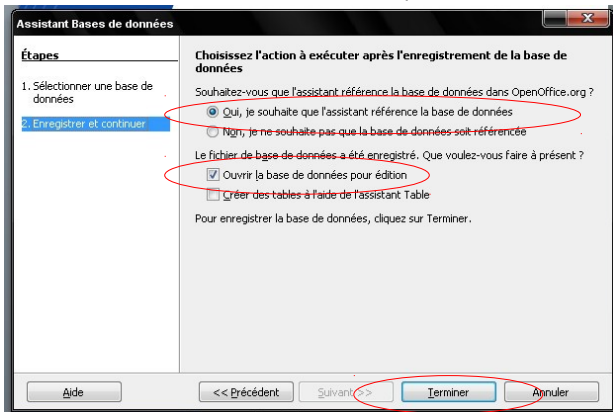 Assistant Bases de données
Étapes
1. Sélectionner une base de
données
2. Enregistrer et continuer
Choisissez l'action à exécuter après l'enregistrement de la base de
données
Souhaitez-vous que l'assistant référence la base de données dans OpenOffice.org ?
Oui, je souhaite que l'assistant référence la base de données
Non, je ne souhaite pas que la base de données soit référencée
Le fichier de base de données a été enregistré. Que voulez-vous faire à présent ?
Ouvrir la base de données pour édition
Créer des tables à l'aide de l'assistant Table
Pour enregistrer la base de données, cliquez sur Terminer.
Aide
<< Précédent
Suivant >>
Terminer
Annuler